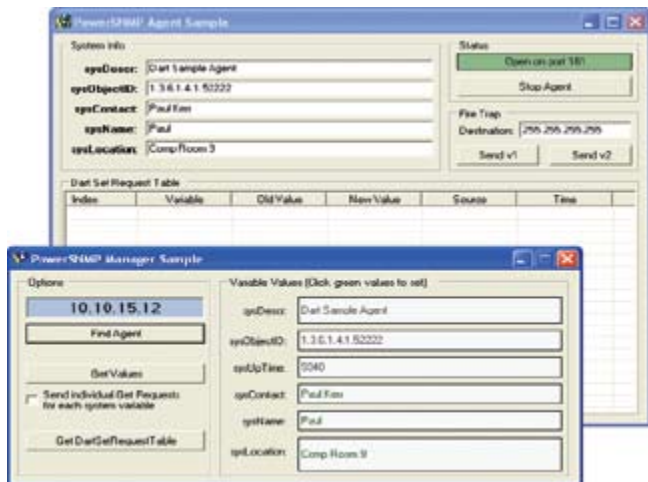 PowerSNMP Agent Sample
System Info
sysDescr: Dart Sample Agent
sysObjectID: 1.3.6.1.4.1.52222
sysContact: Paul Kerr
sysName: Paul
sysLocation: Comp Room 9
Status
Open on port 161
Stop Agent
Fire Trap
Destination: 255.255.255.255
Send v1 Send v2
Dart Set Request Table
Index Variable Old Value New Value Source Time
PowerSNMP Manager Sample
Options
10.10.15.12
Find Agent
Get Values
Send individual Get Requests
for each system variable
Get DartSetRequestTable
Variable Values (Click green values to set)
sysDescr: Dart Sample Agent
sysObjectID: 1.3.6.1.4.1.52222
sysUpTime: 5040
sysContact: Paul Kerr
sysName: Paul
sysLocation: Comp Room 9